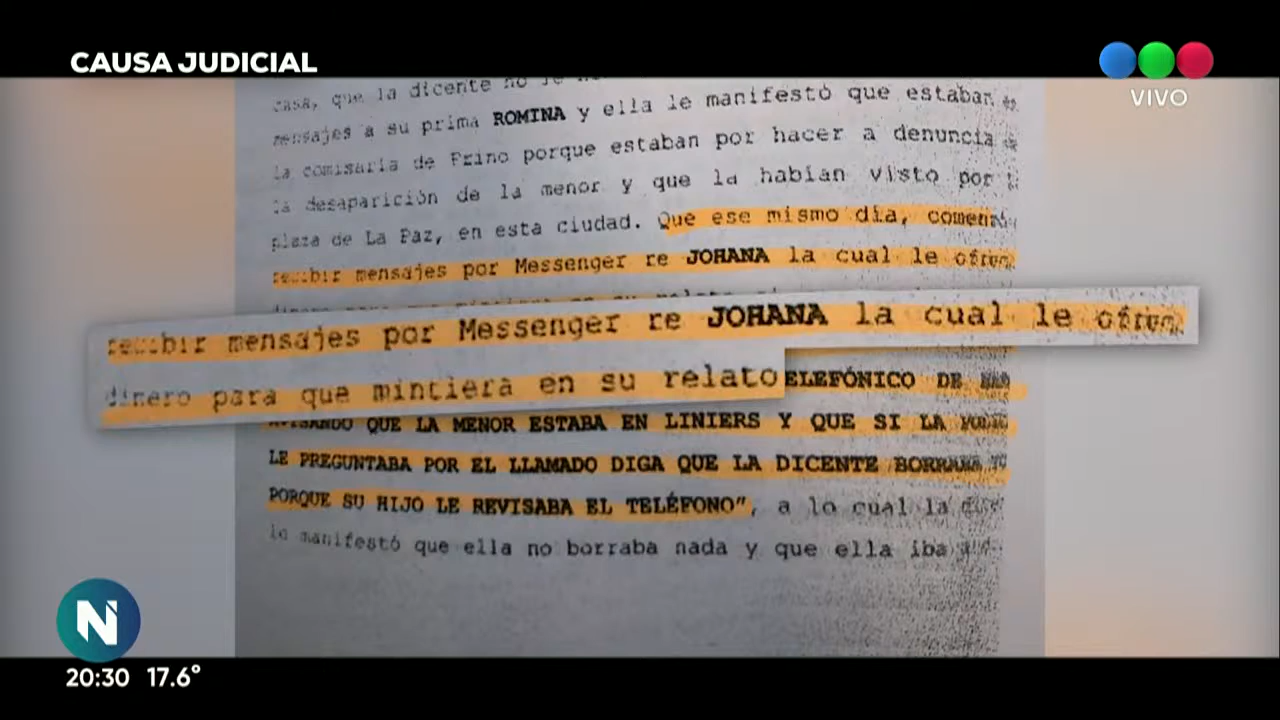 CAUSA JUDICIAL
VIVO
casa, que la dicente no le
mensajes a su prima ROMINA y ella le manifestó que estaban
la comisaría de Frino porque estaban por hacer a denuncia
la desaparición de la menor y que la habían visto por
plaza de La Paz, en esta ciudad. Que ese mismo día,
recibir mensajes por Messenger re JOHANA la cual le
recibir mensajes por Messenger re JOHANA la cual le
dinero para que mintiera en su relato
ELEFÓNICO DE
AVISANDO QUE LA MENOR ESTABA EN LINIERS Y QUE SI LA
LE PREGUNTABA POR EL LLAMADO DIGA QUE LA DICENTE
PORQUE SU HIJO LE REVISABA EL TELÉFONO", a lo cual la
le manifestó que ella no borraba nada y que ella iba
N
20:30 17.6°